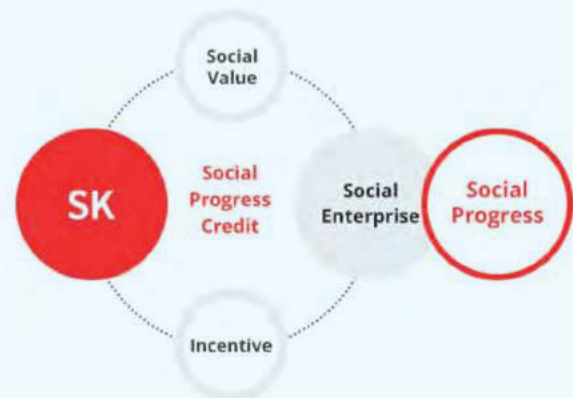 Social
Value
SK
Social
Progress
Credit
Social
Enterprise
Social
Progress
Incentive